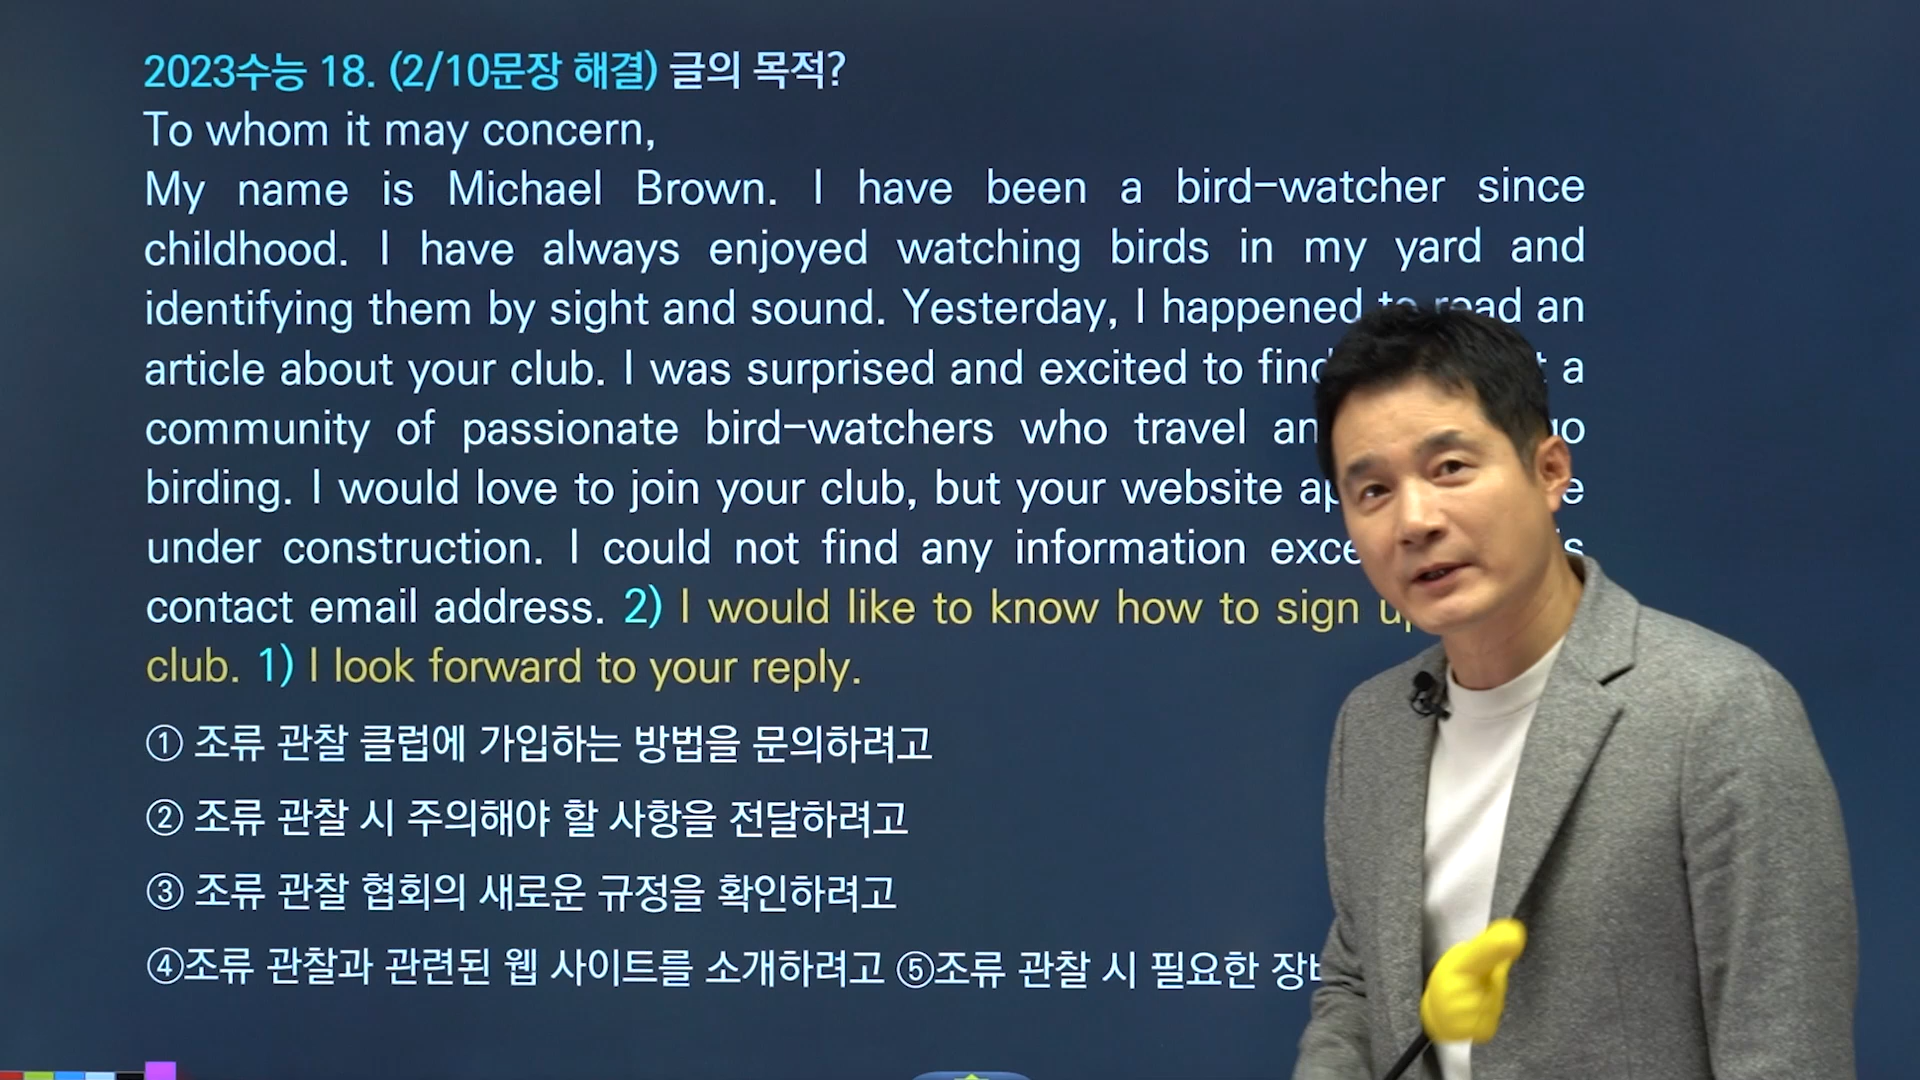 2023수능 18. (2/10문장 해결) 글의 목적?
To whom it may concern,
My name is Michael Brown. I have been a bird-watcher since
childhood. I have always enjoyed watching birds in my yard and
identifying them by sight and sound. Yesterday, I happened to read an
article about your club. I was surprised and excited to find a
community of passionate bird-watchers who travel
birding. I would love to join your club, but your website
under construction. I could not find any information
contact email address. 2) I would like to know how to sign
club. 1) I look forward to your reply.
① 조류 관찰 클럽에 가입하는 방법을 문의하려고
② 조류 관찰 시 주의해야 할 사항을 전달하려고
③ 조류 관찰 협회의 새로운 규정을 확인하려고
④조류 관찰과 관련된 웹 사이트를 소개하려고 ⑤조류 관찰 시 필요한